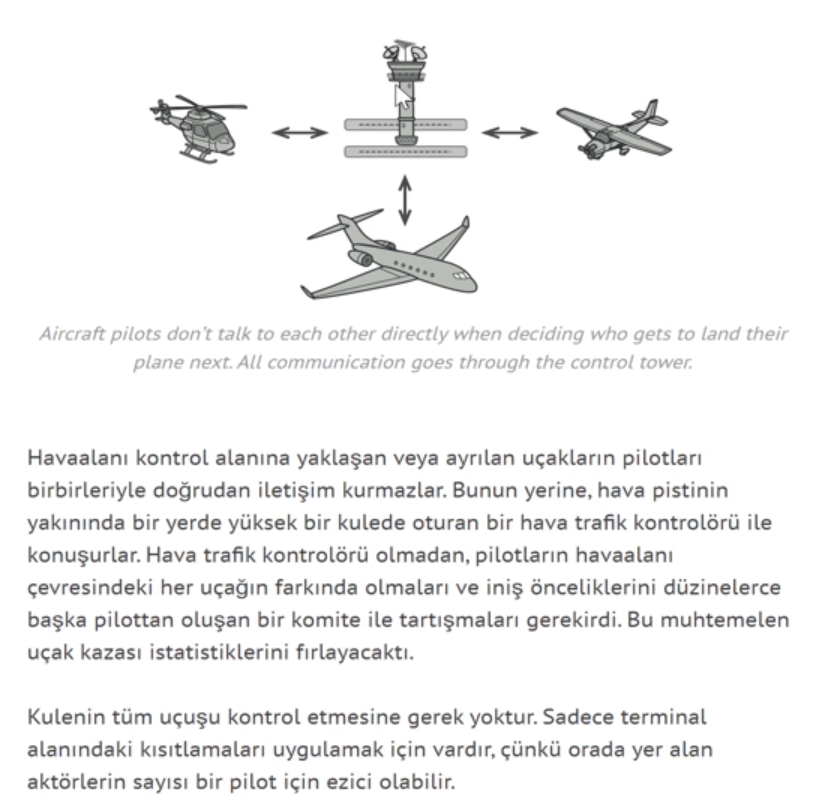 Aircraft pilots don't talk to each other directly when deciding who gets to land their
plane next. All communication goes through the control tower.
Havaalanı kontrol alanına yaklaşan veya ayrılan uçakların pilotları
birbirleriyle doğrudan iletişim kurmazlar. Bunun yerine, hava pistinin
yakınında bir yerde yüksek bir kulede oturan bir hava trafik kontrolörü ile
konuşurlar. Hava trafik kontrolörü olmadan, pilotların havaalanı
çevresindeki her uçağın farkında olmaları ve iniş önceliklerini düzinelerce
başka pilottan oluşan bir komite ile tartışmaları gerekirdi. Bu muhtemelen
uçak kazası istatistiklerini fırlayacaktı.
Kulenin tüm uçuşu kontrol etmesine gerek yoktur. Sadece terminal
alanındaki kısıtlamaları uygulamak için vardır, çünkü orada yer alan
aktörlerin sayısı bir pilot için ezici olabilir.